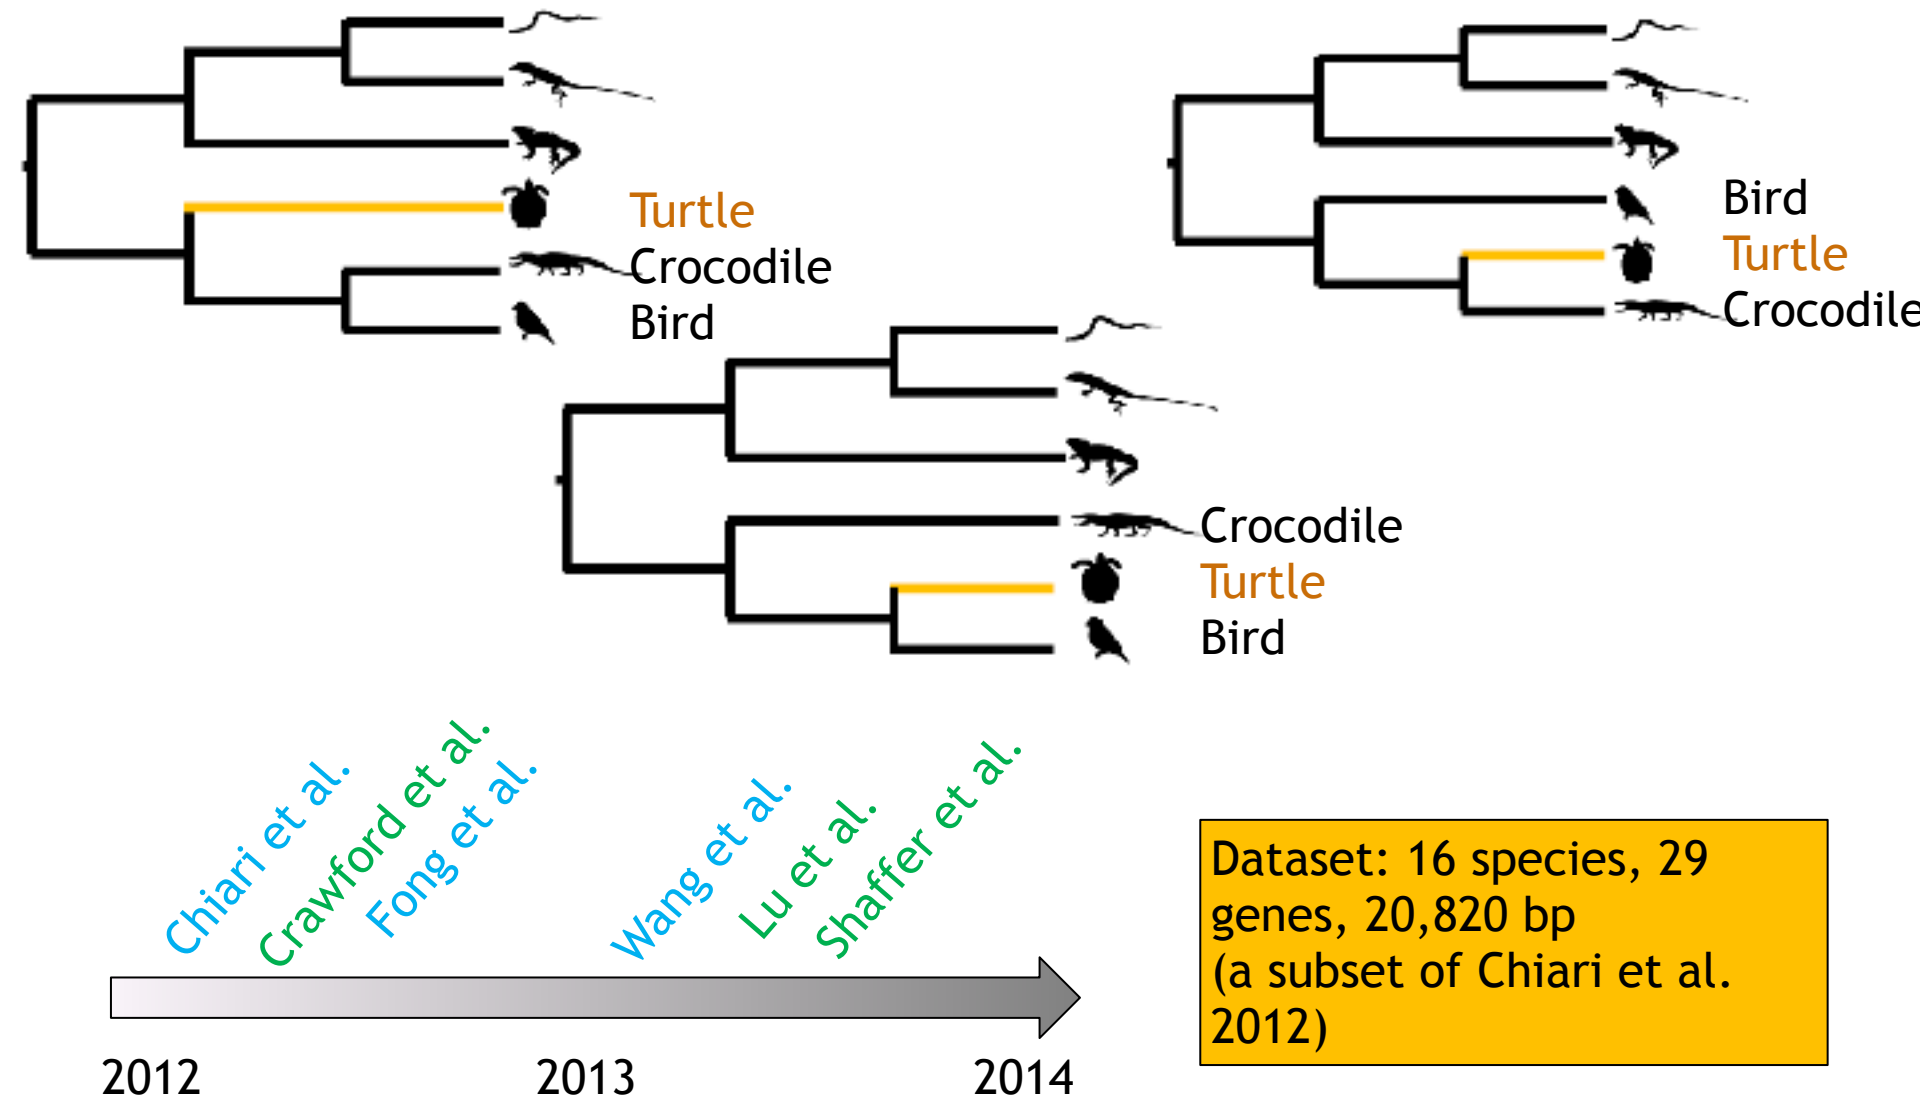 Turtle
Crocodile
Bird
Bird
Turtle
Crocodile
Crocodile
Turtle
Bird
Chiari et al.
Crawford et al.
Fong et al.
Wang et al.
Lu et al.
Shaffer et al.
2012
2013
2014
Dataset: 16 species, 29
genes, 20,820 bp
(a subset of Chiari et al.
2012)